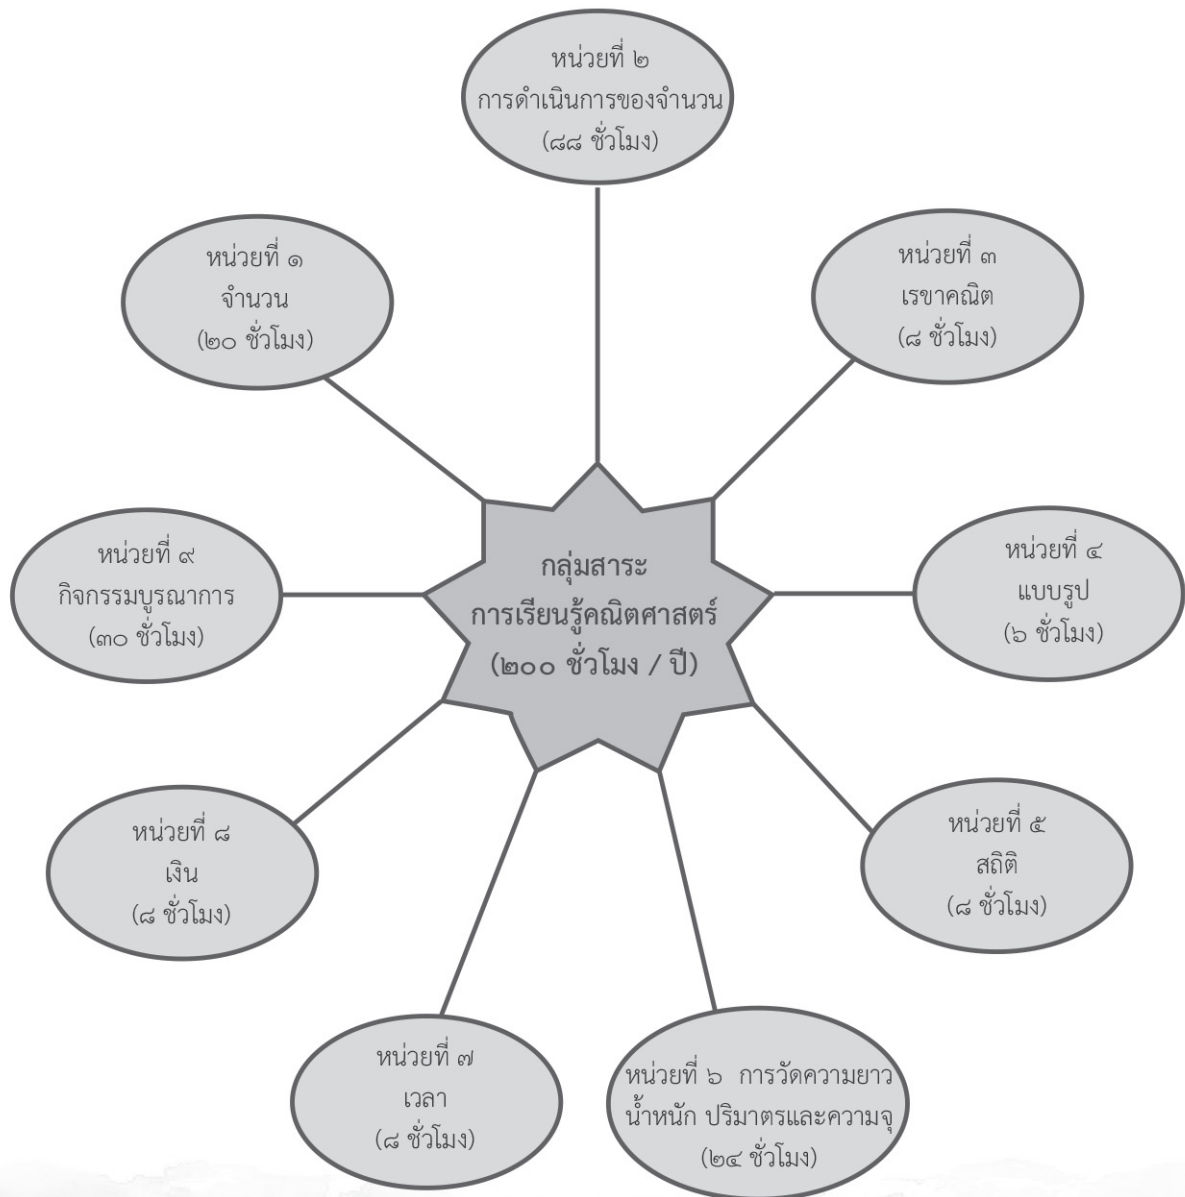 หน่วยที่ ๒
การดำเนินการของจำนวน
(๘๘ ชั่วโมง)
หน่วยที่ ๑
จำนวน
(๒๐ ชั่วโมง)
หน่วยที่ ๓
เรขาคณิต
(๘ ชั่วโมง)
หน่วยที่ ๙
กิจกรรมบูรณาการ
(๓๐ ชั่วโมง)
กลุ่มสาระ
การเรียนรู้คณิตศาสตร์
(๒๐๐ ชั่วโมง / ปี)
หน่วยที่ ๔
แบบรูป
(๖ ชั่วโมง)
หน่วยที่ ๘
เงิน
(๘ ชั่วโมง)
หน่วยที่ ๕
สถิติ
(๘ ชั่วโมง)
หน่วยที่ ๗
เวลา
(๘ ชั่วโมง)
หน่วยที่ ๖ การวัดความยาว
น้ำหนัก ปริมาตรและความจุ
(๒๔ ชั่วโมง)